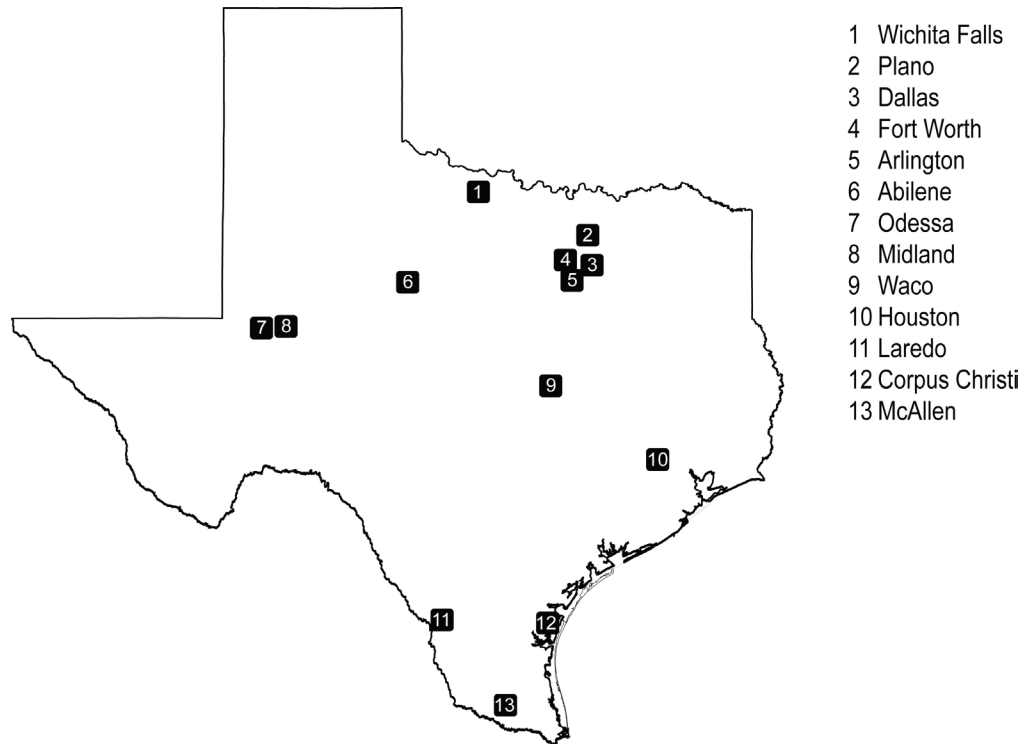 1 Wichita Falls
2 Plano
3 Dallas
4 Fort Worth
5 Arlington
6 Abilene
7 Odessa
8 Midland
9 Waco
10 Houston
11 Laredo
12 Corpus Christi
13 McAllen
1
2
4
3
5
6
7
8
9
10
11
12
13